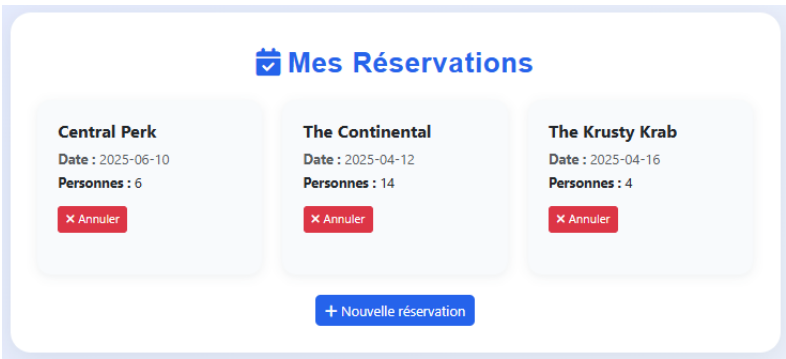 Mes Réservations
Central Perk
Date : 2025-06-10
Personnes : 6
× Annuler
The Continental
Date : 2025-04-12
Personnes : 14
× Annuler
The Krusty Krab
Date : 2025-04-16
Personnes : 4
× Annuler
+ Nouvelle réservation